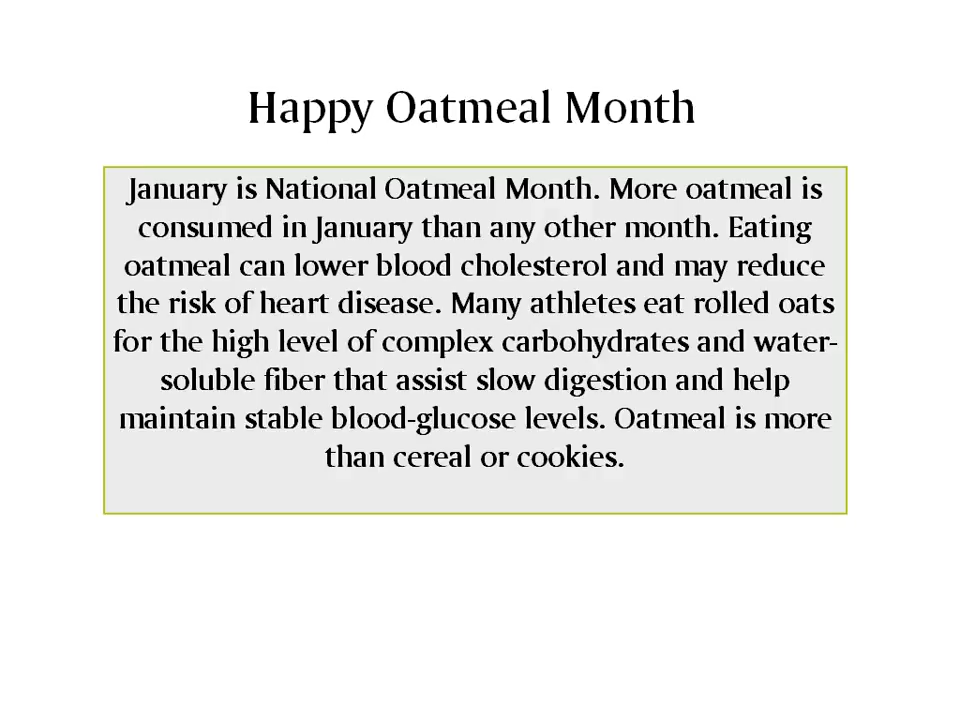 Happy Oatmeal Month
January is National Oatmeal Month. More oatmeal is
consumed in January than any other month. Eating
oatmeal can lower blood cholesterol and may reduce
the risk of heart disease. Many athletes eat rolled oats
for the high level of complex carbohydrates and water-
soluble fiber that assist slow digestion and help
maintain stable blood-glucose levels. Oatmeal is more
than cereal or cookies.